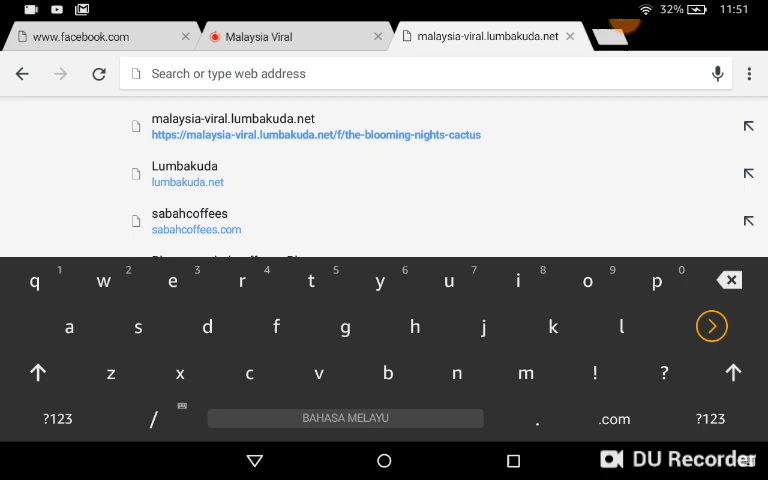 32% 11:51
www.facebook.com Malaysia Viral malaysia-viral.lumbakuda.net
Search or type web address
malaysia-viral.lumbakuda.net
https://malaysia-viral.lumbakuda.net/f/the-blooming-nights-cactus
Lumbakuda
lumbakuda.net
sabahcoffees
sabahcoffees.com
q 1 w 2 e 3 r 4 t 5 y 6 u 7 i 8 o 9 p 0
a s d f g h j k l
z x c v b n m ! ?
?123 / BAHASA MELAYU . .com ?123
DU Recorder